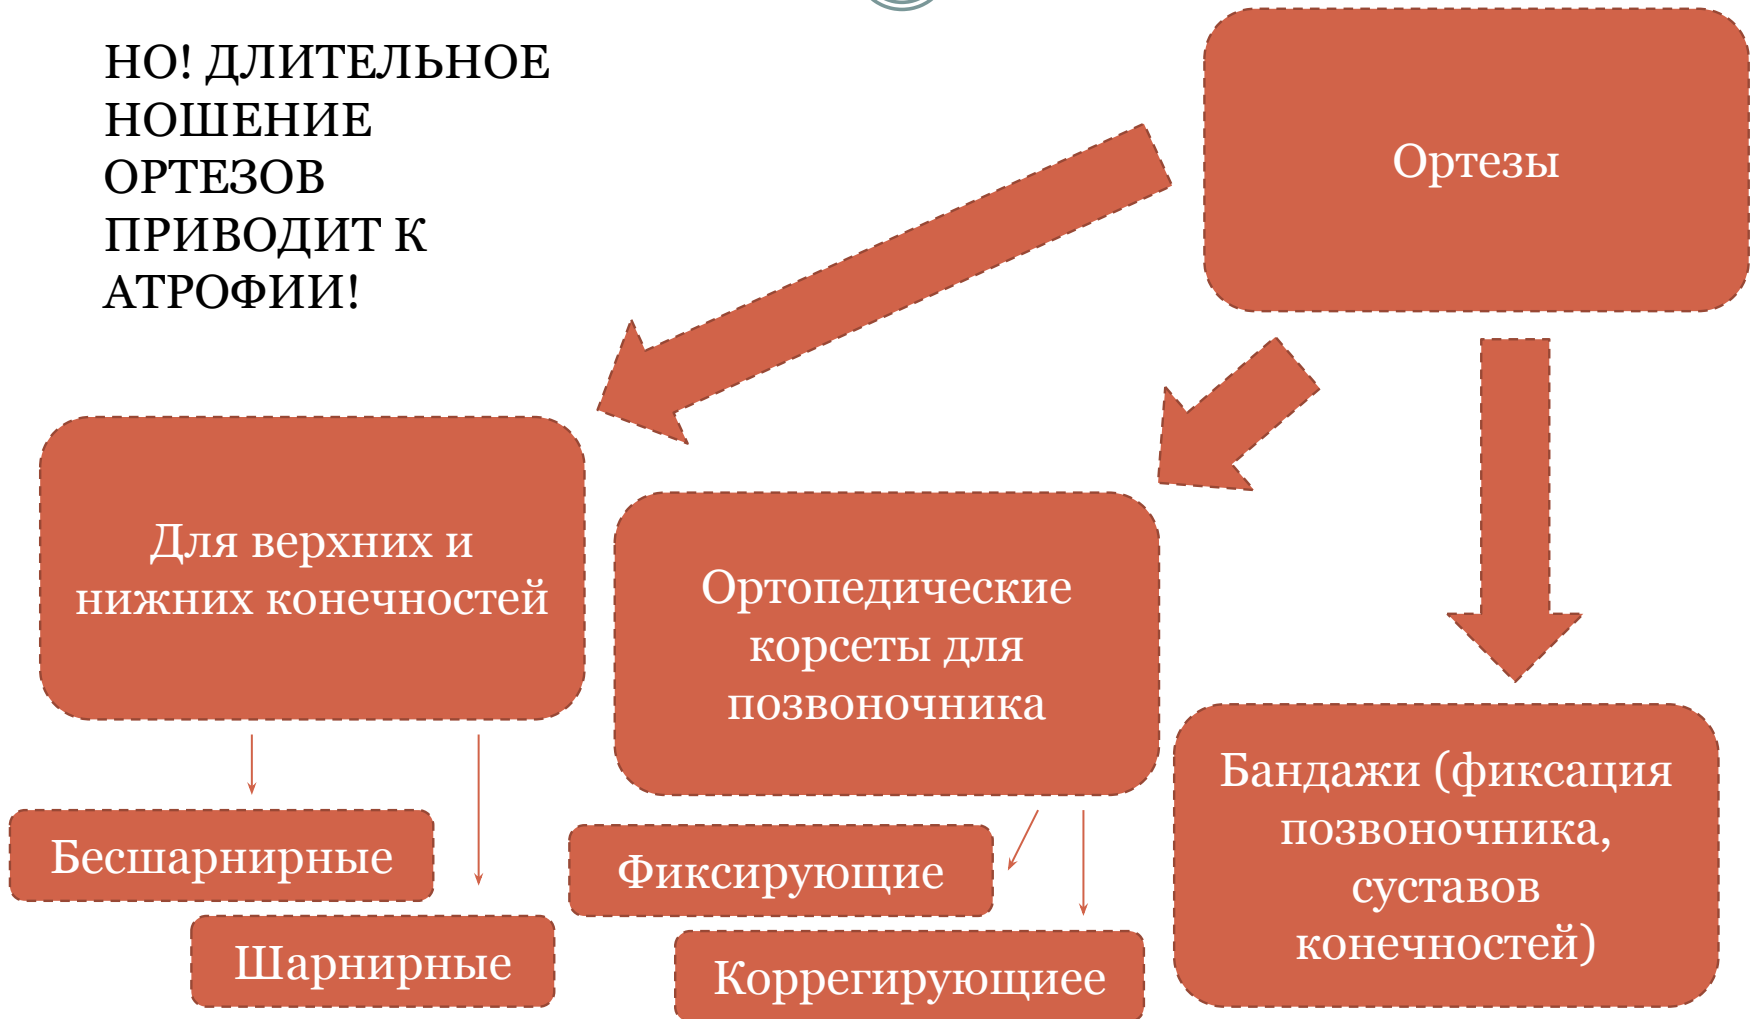 НО! ДЛИТЕЛЬНОЕ
НОШЕНИЕ
ОРТЕЗОВ
ПРИВОДИТ К
АТРОФИИ!
Ортезы
Для верхних и
нижних конечностей
Ортопедические
корсеты для
позвоночника
Бандажи (фиксация
позвоночника,
суставов
конечностей)
Бесшарнирные
Шарнирные
Фиксирующие
Коррегирующиее